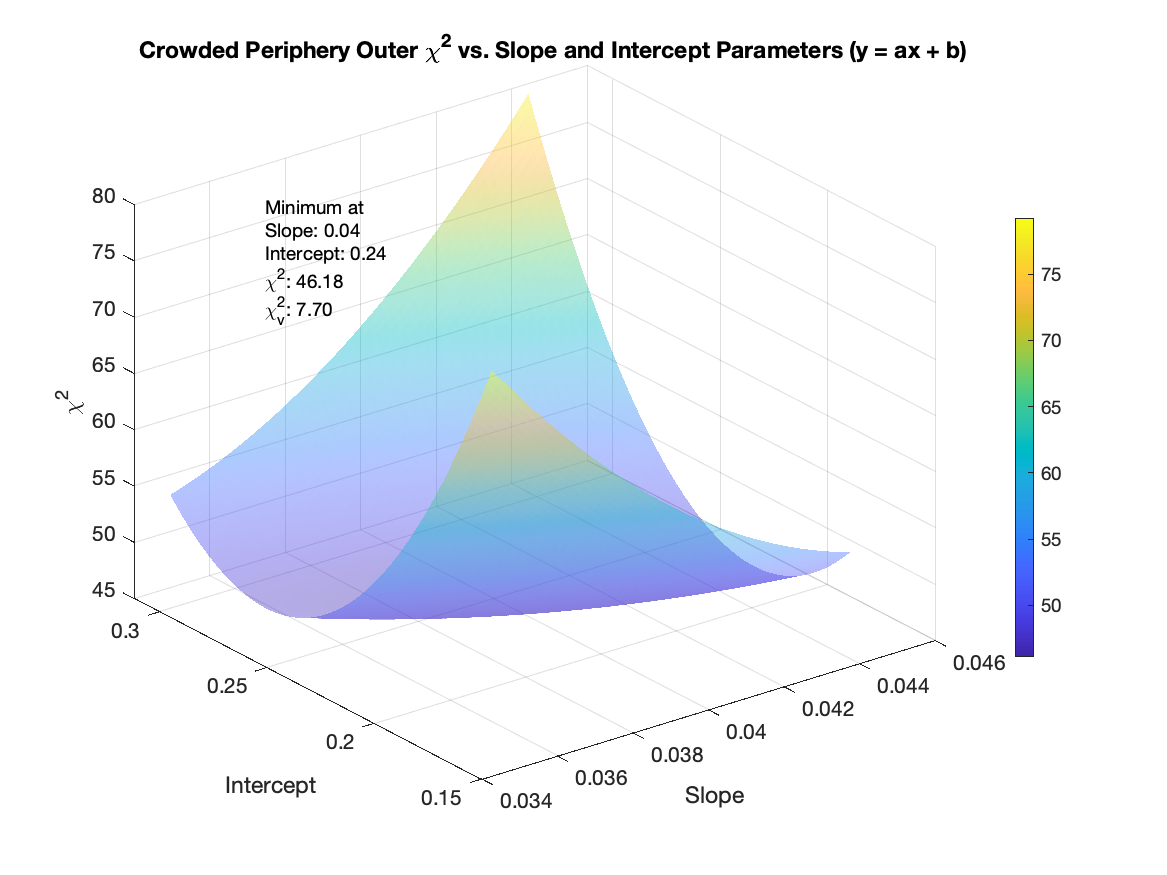 Crowded Periphery Outer χ² vs. Slope and Intercept Parameters (y = ax + b)
Minimum at
Slope: 0.04
Intercept: 0.24
χ²: 46.18
χ²ᵥ: 7.70
80
75
70
65
60
55
50
45
χ²
0.3
0.25
0.2
0.15
Intercept
0.034
0.036
0.038
0.04
0.042
0.044
0.046
Slope
75
70
65
60
55
50